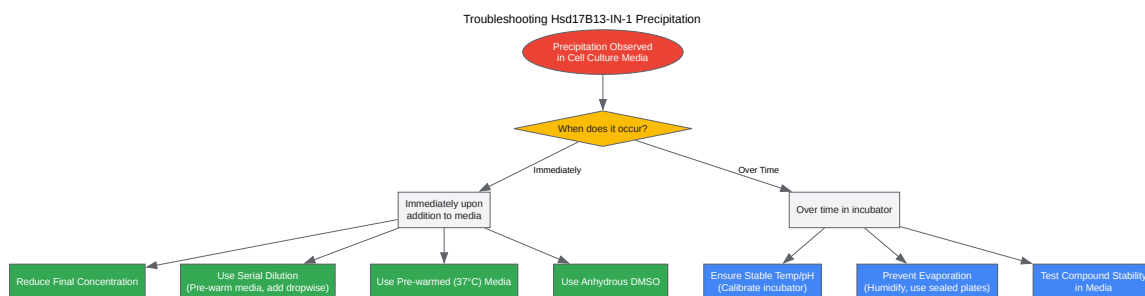 Troubleshooting Hsd17B13-IN-1 Precipitation
Precipitation Observed
in Cell Culture Media
When does it occur?
Immediately
Over Time
Immediately upon
addition to media
Over time in incubator
Reduce Final Concentration
Use Serial Dilution
(Pre-warm media, add dropwise)
Use Pre-warmed (37°C) Media
Use Anhydrous DMSO
Ensure Stable Temp/pH
(Calibrate incubator)
Prevent Evaporation
(Humidify, use sealed plates)
Test Compound Stability
in Media